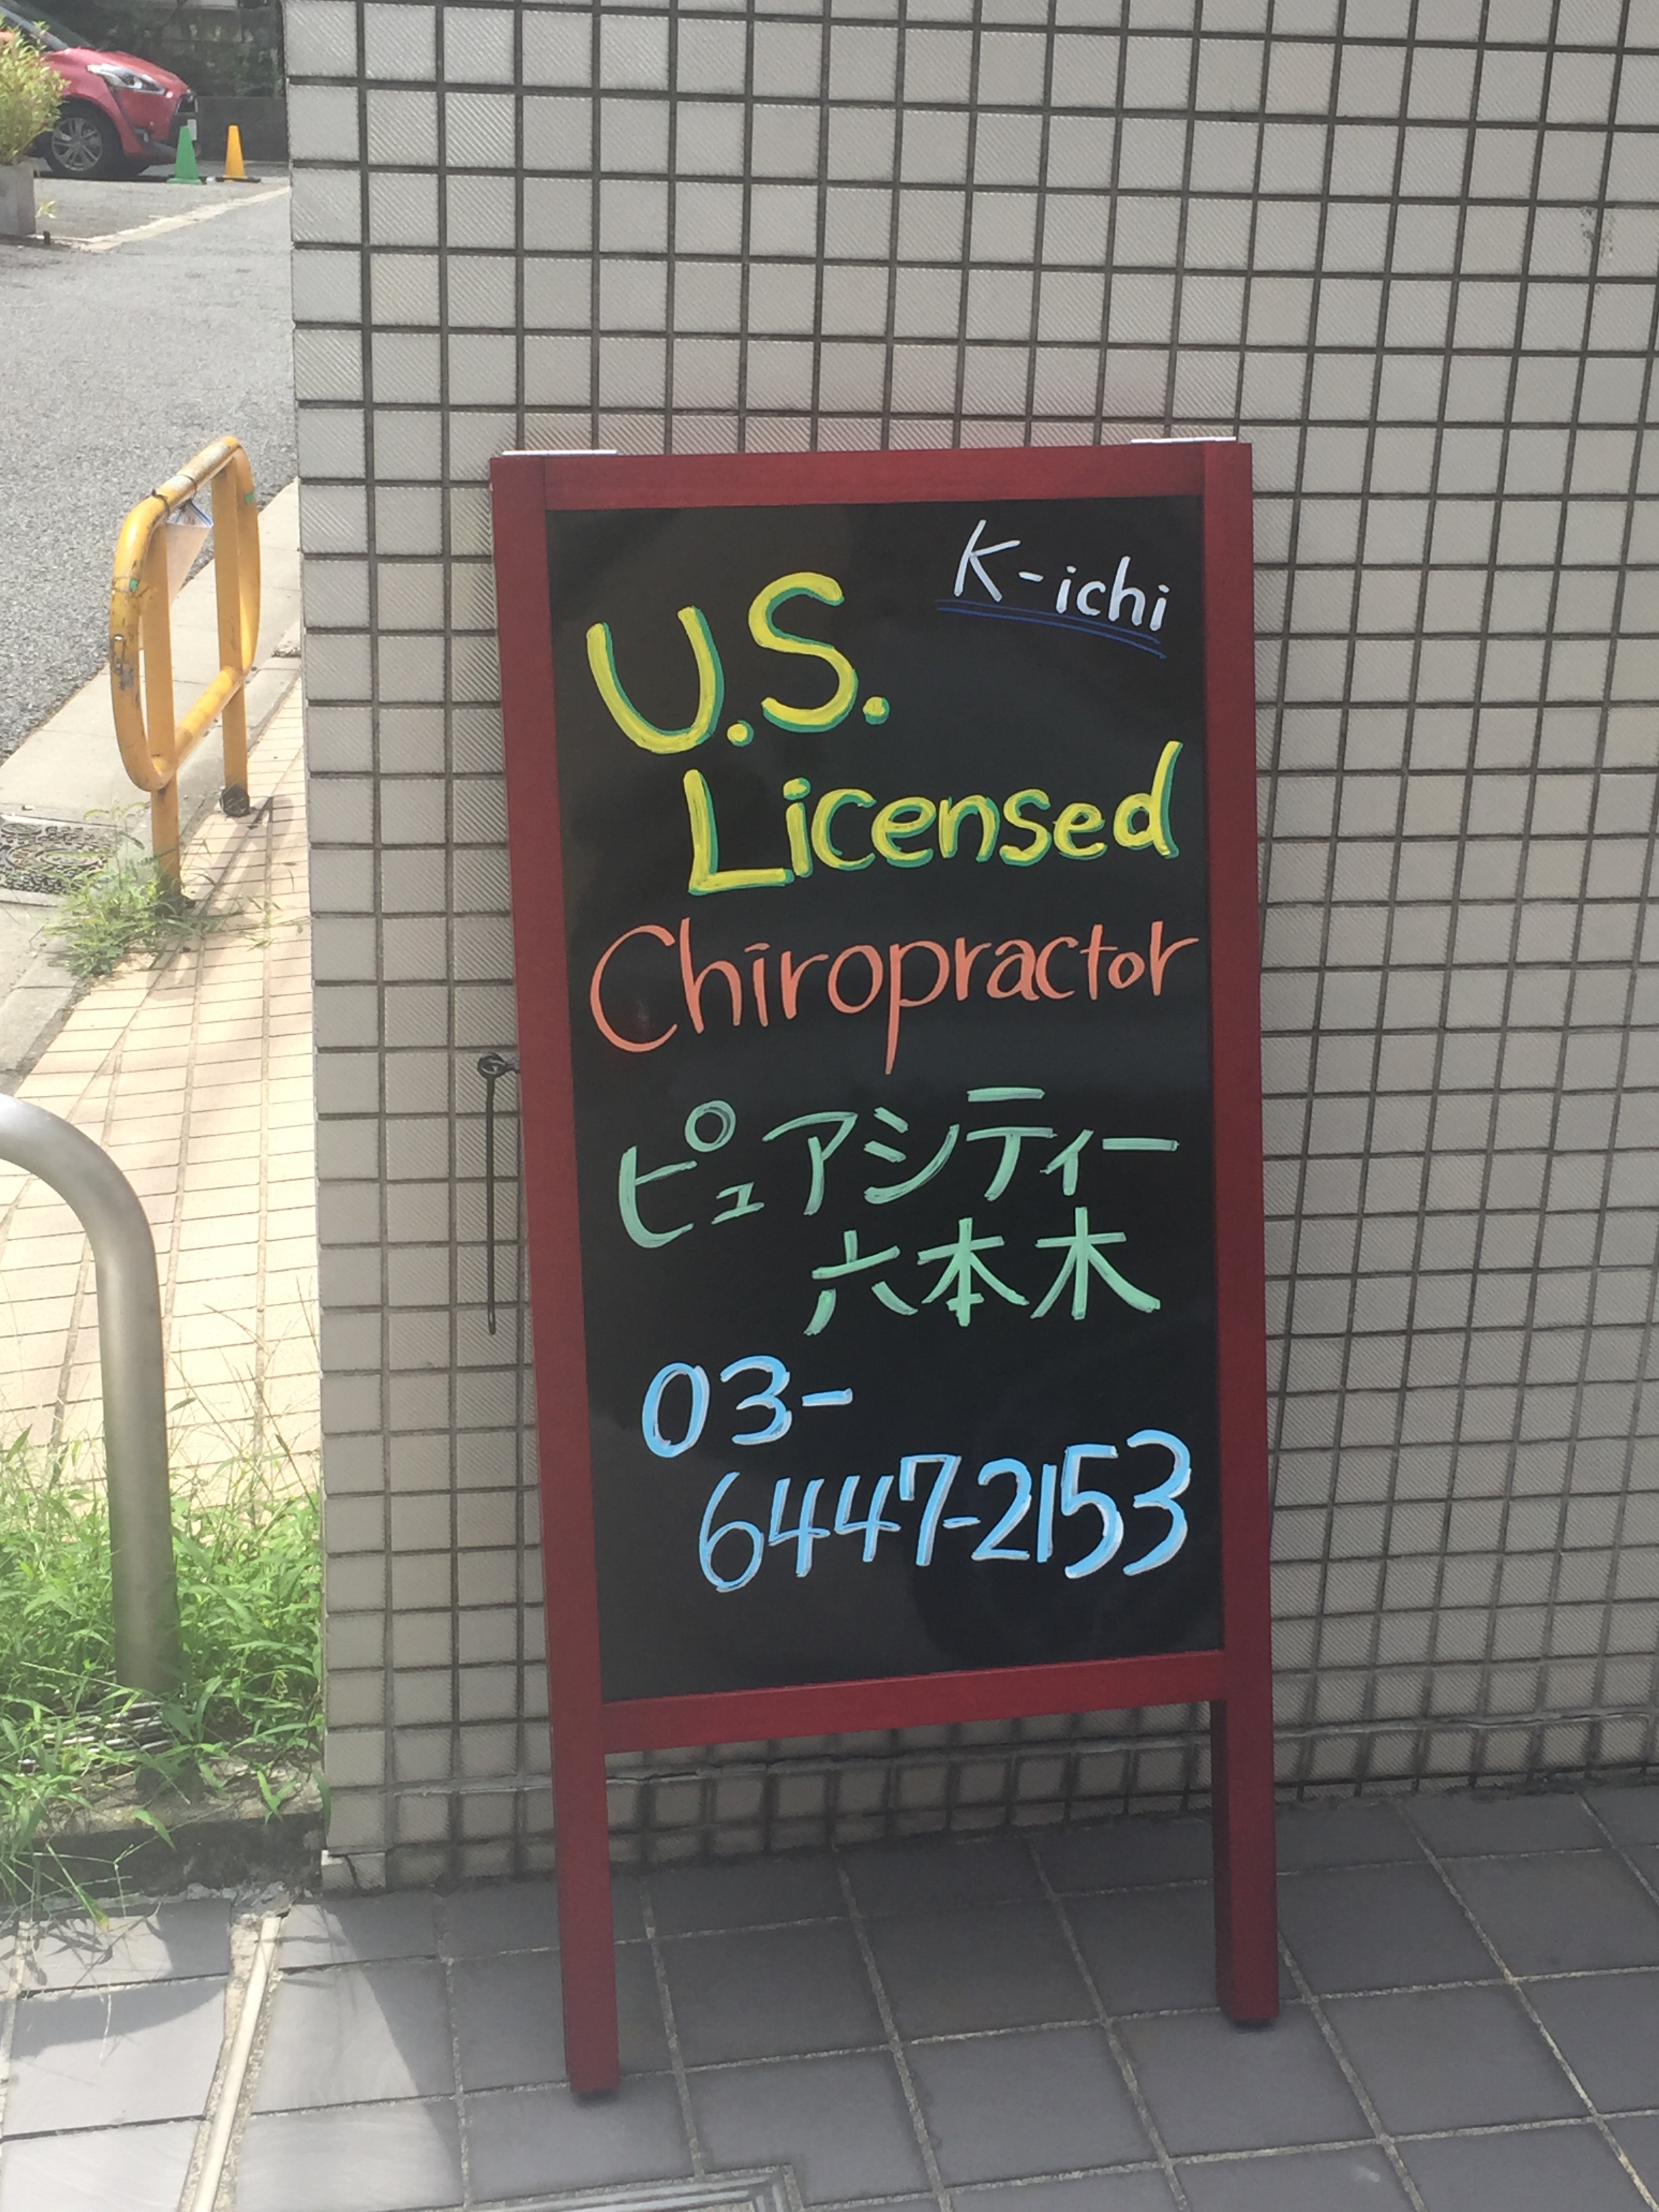 K-ichi
U.S.
Licensed
Chiropractor
ピュアシティー
六本木
03-
6447-2153